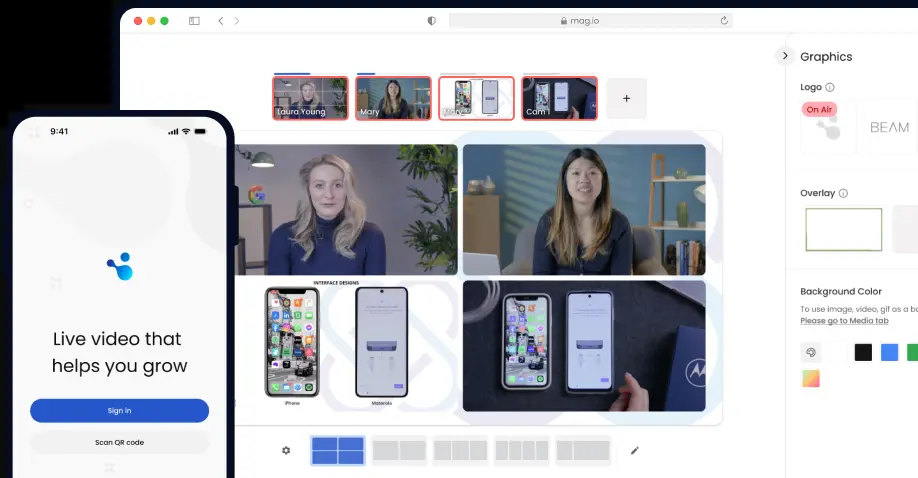 mag.io
Graphics
Logo
On Air
BEAM
Laura Young
Mary
Cam 1
Overlay
INTERFACE DESIGNS
iPhone
Motorola
Background Color
To use image, video, gif as a ba
Please go to Media tab
9:41
Live video that
helps you grow
Sign in
Scan QR code